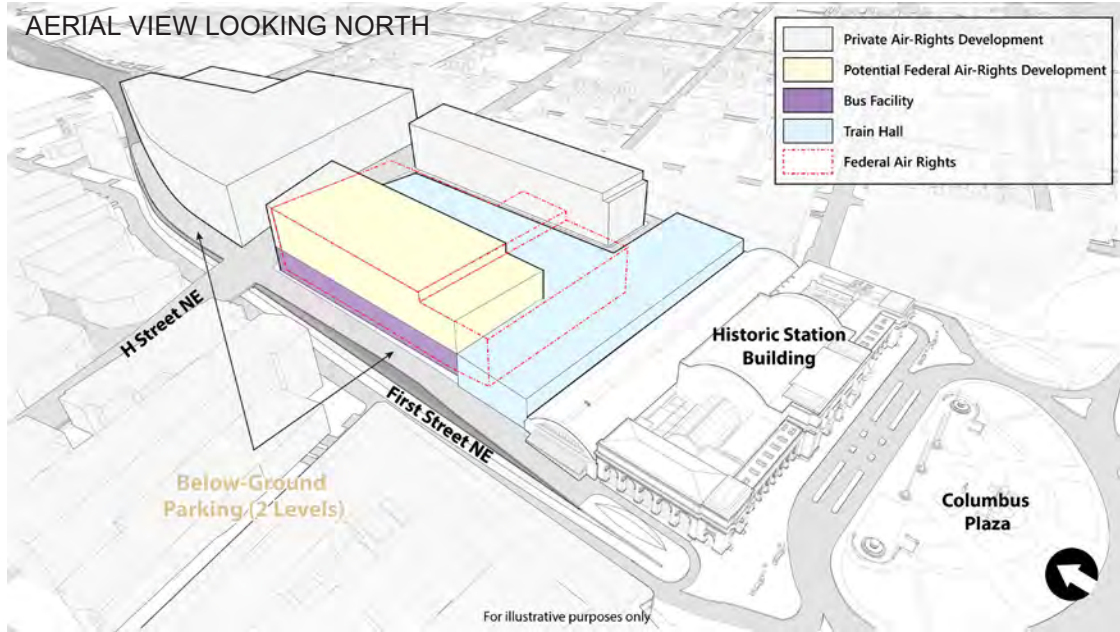 AERIAL VIEW LOOKING NORTH
Private Air-Rights Development
Potential Federal Air-Rights Development
Bus Facility
Train Hall
Federal Air Rights
H Street NE
First Street NE
Historic Station
Building
Below-Ground
Parking (2 Levels)
Columbus
Plaza
For illustrative purposes only